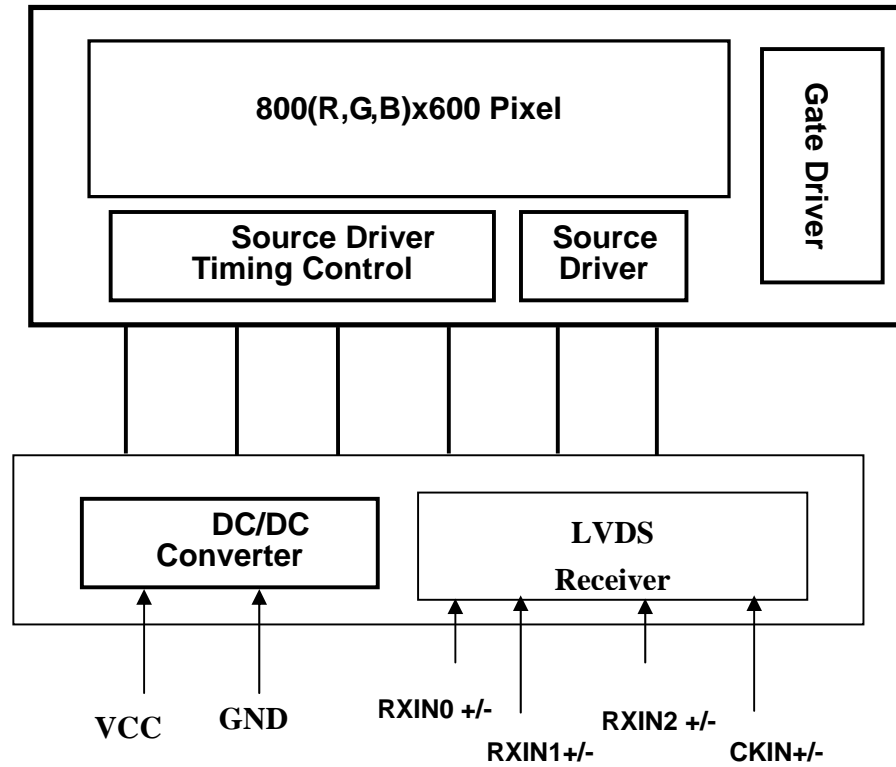 800(R,G,B)x600 Pixel
Gate Driver
Source Driver
Timing Control
Source
Driver
DC/DC
Converter
LVDS
Receiver
VCC
GND
RXIN0 +/-
RXIN1+/-
RXIN2 +/-
CKIN+/-